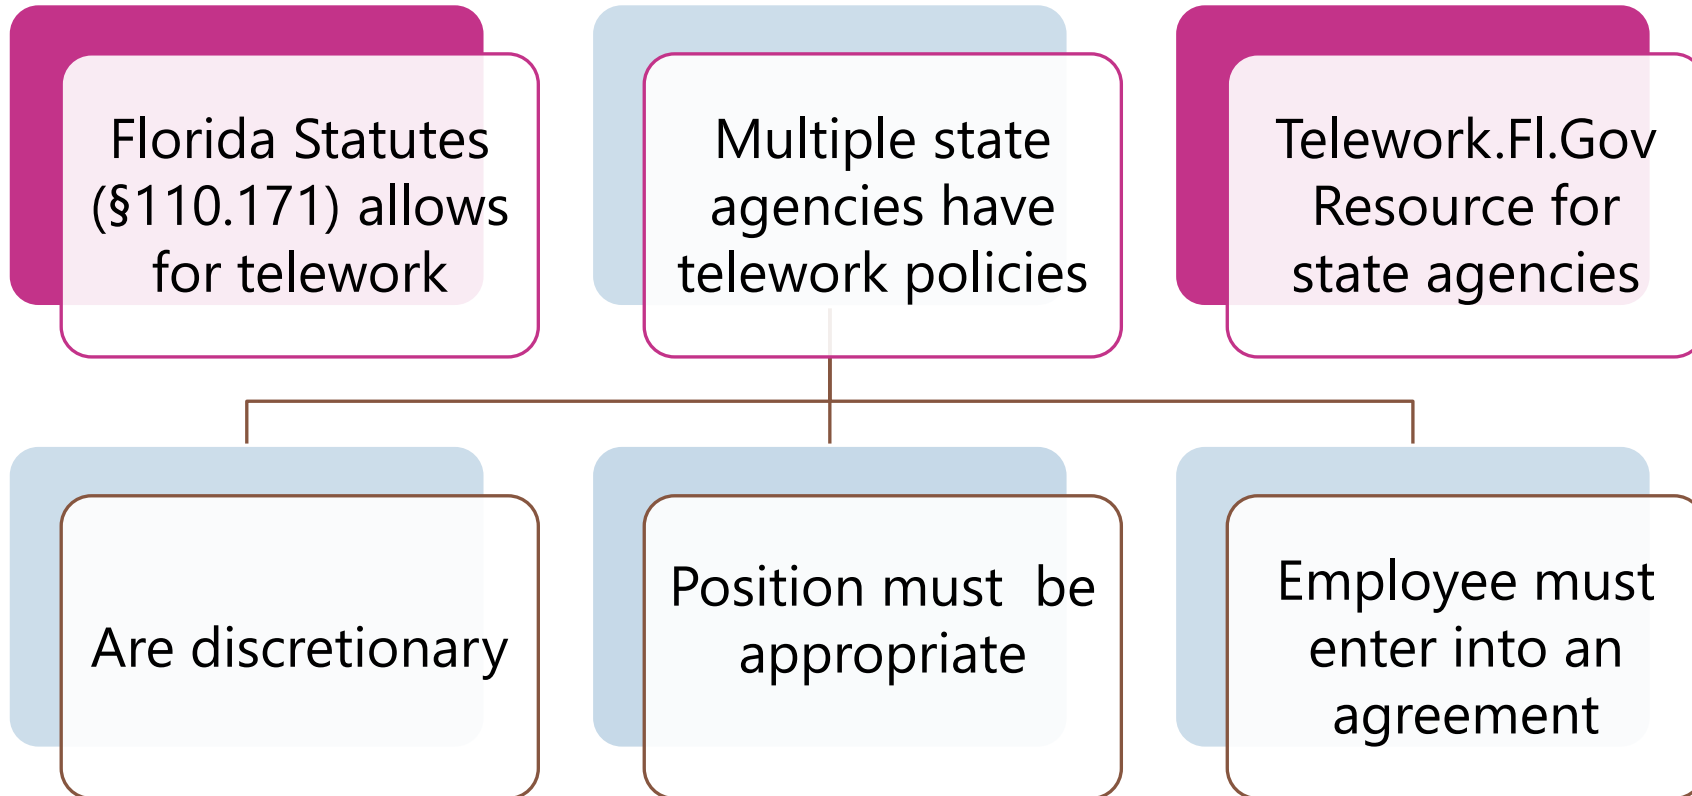 Florida Statutes
(§110.171) allows
for telework
Multiple state
agencies have
telework policies
Telework.Fl.Gov
Resource for
state agencies
Are discretionary
Position must  be
appropriate
Employee must
enter into an
agreement